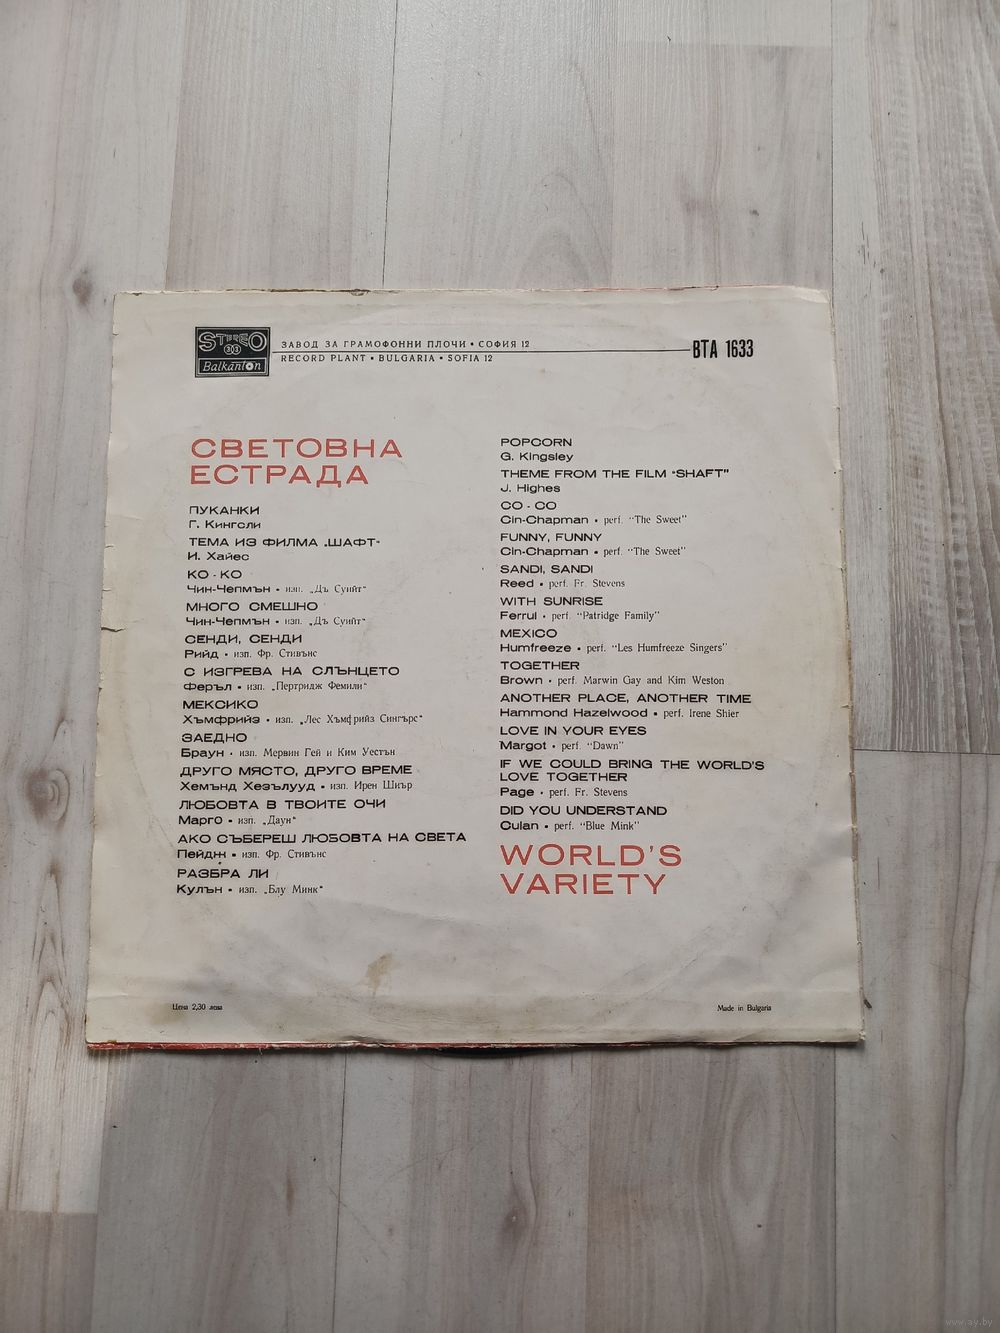 STEREO
33
Balkanton
ЗАВОД ЗА ГРАМОФОННИ ПЛОЧИ • СОФИЯ 12
RECORD PLANT • BULGARIA • SOFIA 12
ВТА 1633
СВЕТОВНА
ЕСТРАДА
ПУКАНКИ
Г. Кингсли
ТЕМА ИЗ ФИЛМА „ШАФТ“
И. Хайес
КО - КО
Чин-Чепмън • изп. „Дъ Суийт“
МНОГО СМЕШНО
Чин-Чепмън • изп. „Дъ Суийт“
СЕНДИ, СЕНДИ
Рийд • изп. Фр. Стивънс
С ИЗГРЕВА НА СЛЪНЦЕТО
Феръл • изп. „Пертридж Фемили“
МЕКСИКО
Хъмфрийз • изп. „Лес Хъмфрийз Сингърс“
ЗАЕДНО
Браун • изп. Мервин Гей и Ким Уестън
ДРУГО МЯСТО, ДРУГО ВРЕМЕ
Хемънд Хезълууд • изп. Ирен Шиър
ЛЮБОВТА В ТВОИТЕ ОЧИ
Марго • изп. „Даун“
АКО СЪБЕРЕШ ЛЮБОВТА НА СВЕТА
Пейдж • изп. Фр. Стивънс
РАЗБРА ЛИ
Кулън • изп. „Блу Минк“
POPCORN
G. Kingsley
THEME FROM THE FILM "SHAFT"
J. Highes
CO - CO
Cin-Chapman • perf. "The Sweet"
FUNNY, FUNNY
Cin-Chapman • perf. "The Sweet"
SANDI, SANDI
Reed • perf. Fr. Stevens
WITH SUNRISE
Ferrul • perf. "Patridge Family"
MEXICO
Humfreeze • perf. "Les Humfreeze Singers"
TOGETHER
Brown • perf. Marwin Gay and Kim Weston
ANOTHER PLACE, ANOTHER TIME
Hammond Hazelwood • perf. Irene Shier
LOVE IN YOUR EYES
Margot • perf. "Dawn"
IF WE COULD BRING THE WORLD'S
LOVE TOGETHER
Page • perf. Fr. Stevens
DID YOU UNDERSTAND
Culan • perf. "Blue Mink"
WORLD'S
VARIETY
Цена 2,30 лева
Made in Bulgaria
www.ay.by